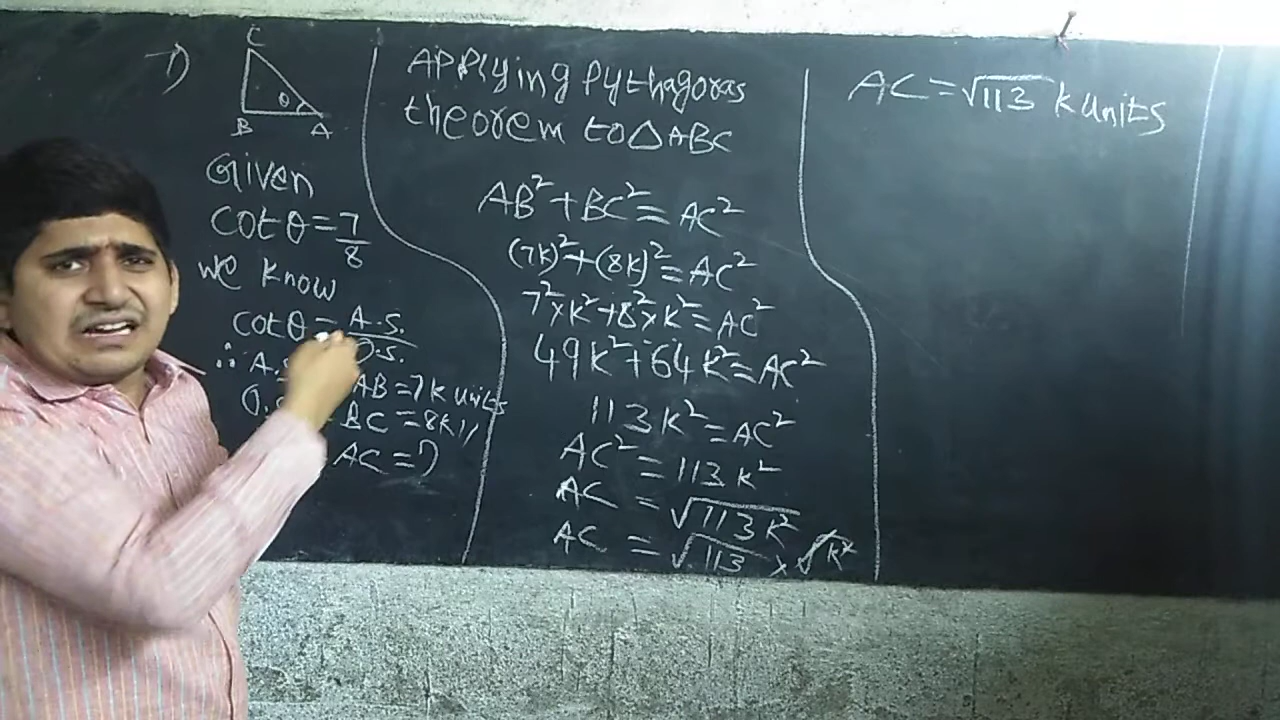 7)
C
θ
B A
Given
cot θ = 7/8
we know
cot θ = A.S./O.S.
∴ A.
AB = 7k units
BC = 8k 〃
AC = ?
Applying Pythagoras
theorem to △ABC
AB² + BC² = AC²
(7k)² + (8k)² = AC²
7² × k² + 8² × k² = AC²
49k² + 64k² = AC²
113k² = AC²
AC² = 113k²
AC = √113k²
AC = √113 × √k²
AC = √113 k units